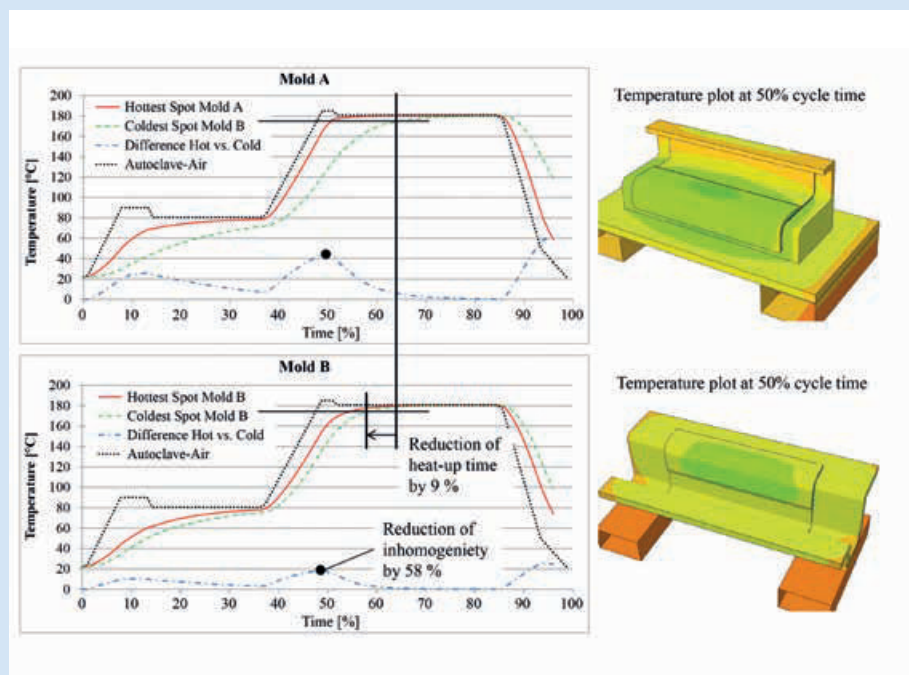 Mold A
Temperature [°C]
200
180
160
140
120
100
80
60
40
20
0
Hottest Spot Mold A
Coldest Spot Mold B
Difference Hot vs. Cold
Autoclave-Air
0 10 20 30 40 50 60 70 80 90 100
Time [%]
Temperature plot at 50% cycle time
Mold B
Temperature [°C]
200
180
160
140
120
100
80
60
40
20
0
Hottest Spot Mold B
Coldest Spot Mold B
Difference Hot vs. Cold
Autoclave-Air
Reduction of
heat-up time
by 9 %
Reduction of
inhomogeniety
by 58 %
0 10 20 30 40 50 60 70 80 90 100
Time [%]
Temperature plot at 50% cycle time